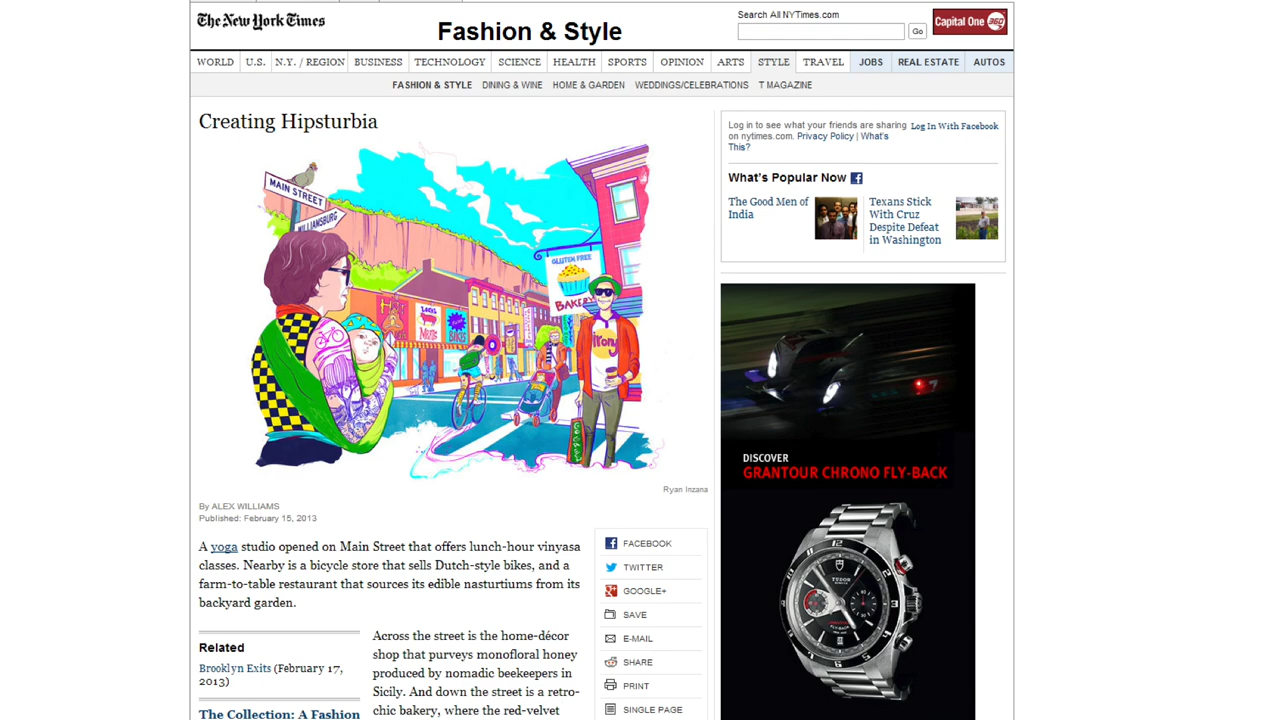 The New York Times
Fashion & Style
Search All NYTimes.com
Go
Capital One 360
WORLD U.S. N.Y. / REGION BUSINESS TECHNOLOGY SCIENCE HEALTH SPORTS OPINION ARTS STYLE TRAVEL JOBS REAL ESTATE AUTOS
FASHION & STYLE DINING & WINE HOME & GARDEN WEDDINGS/CELEBRATIONS T MAGAZINE
Creating Hipsturbia
MAIN STREET
WILLIAMSBURG
GLUTEN FREE
BAKERY
LOCAL
MEATS
BIKES
irony
Ryan Inzana
By ALEX WILLIAMS
Published: February 15, 2013
A yoga studio opened on Main Street that offers lunch-hour vinyasa
classes. Nearby is a bicycle store that sells Dutch-style bikes, and a
farm-to-table restaurant that sources its edible nasturtiums from its
backyard garden.
Related
Brooklyn Exits (February 17,
2013)
The Collection: A Fashion
Across the street is the home-décor
shop that purveys monofloral honey
produced by nomadic beekeepers in
Sicily. And down the street is a retro-
chic bakery, where the red-velvet
FACEBOOK
TWITTER
GOOGLE+
SAVE
E-MAIL
SHARE
PRINT
SINGLE PAGE
Log in to see what your friends are sharing
on nytimes.com. Privacy Policy | What's
This?
Log In With Facebook
What's Popular Now
The Good Men of
India
Texans Stick
With Cruz
Despite Defeat
in Washington
DISCOVER
GRANTOUR CHRONO FLY-BACK
12
TUDOR